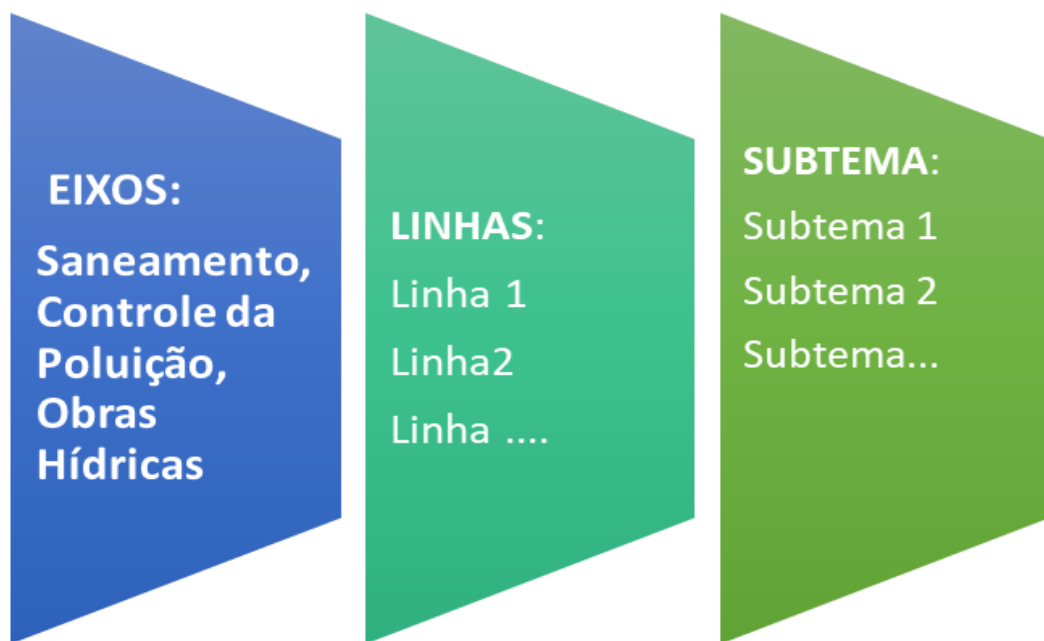 EIXOS:
Saneamento,
Controle da
Poluição,
Obras
Hídricas
LINHAS:
Linha 1
Linha2
Linha ....
SUBTEMA:
Subtema 1
Subtema 2
Subtema...